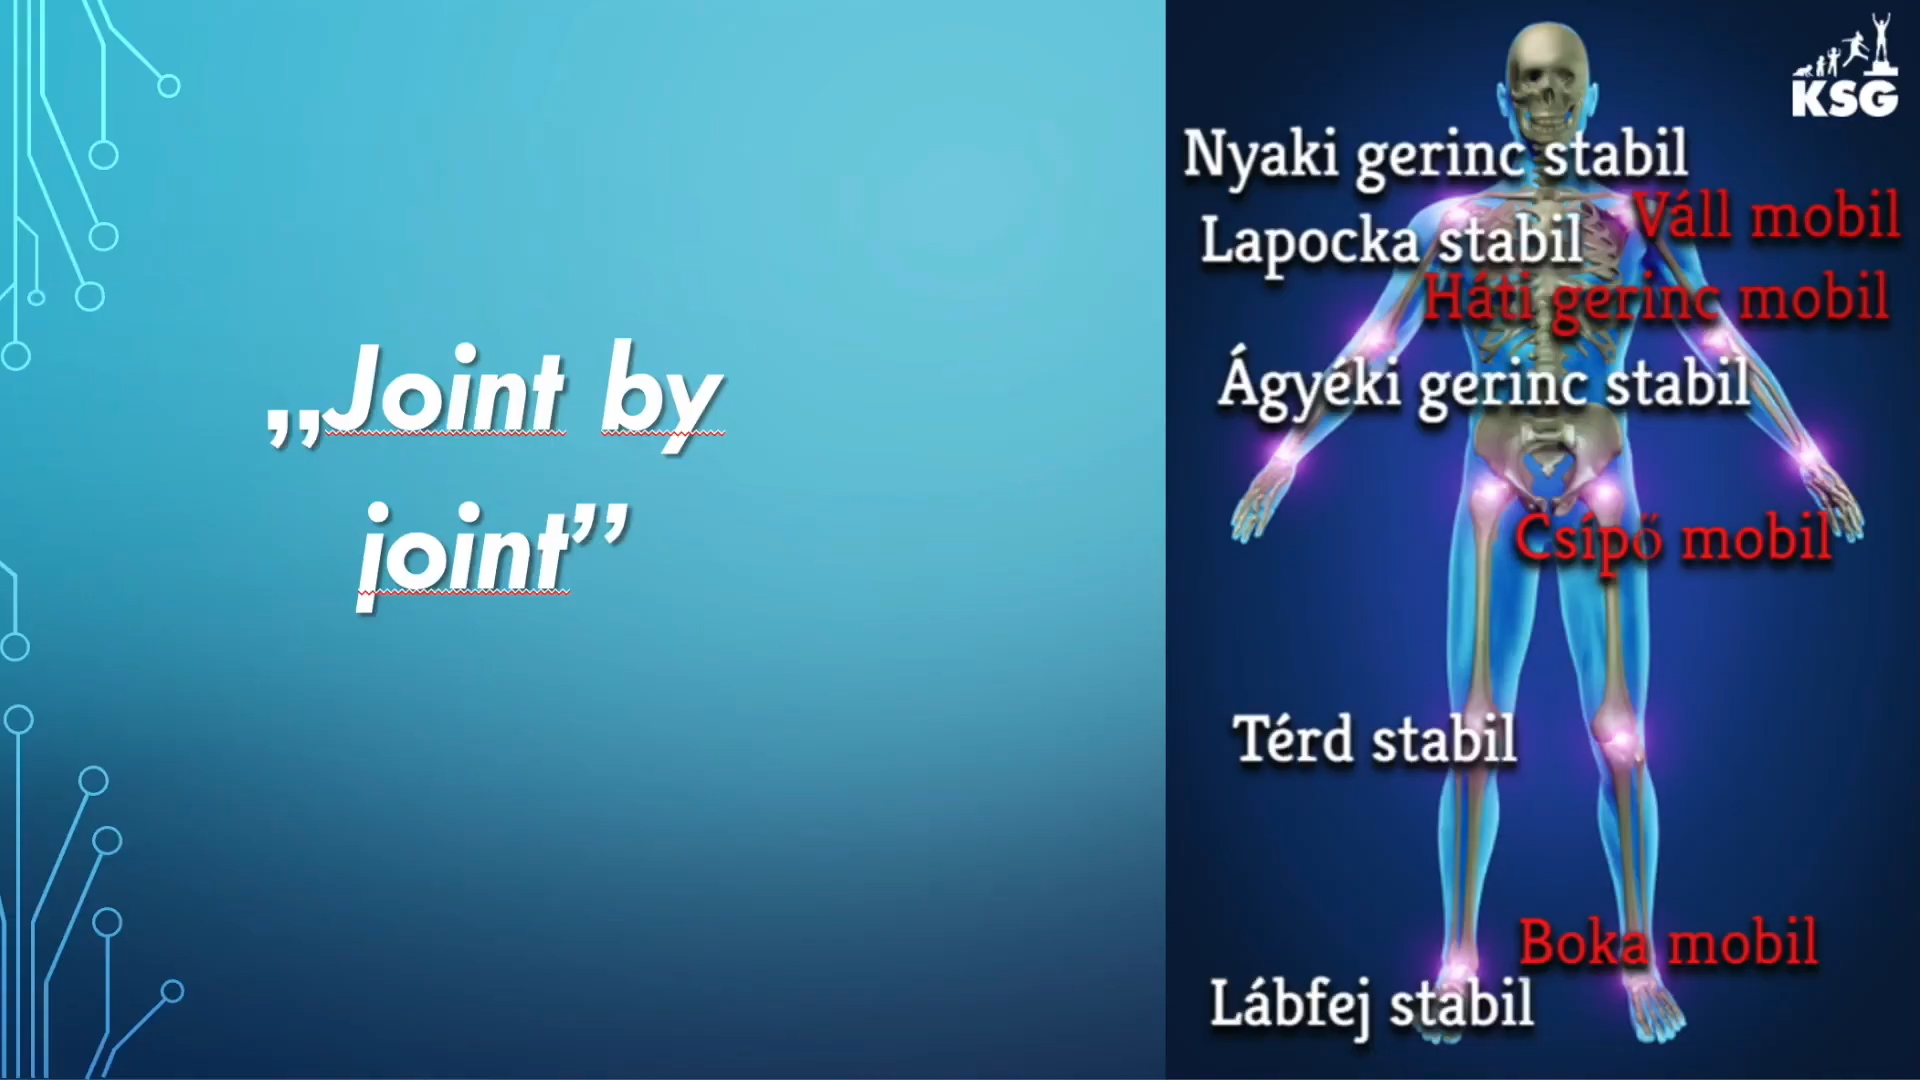 „Joint by
joint”
KSG
Nyaki gerinc stabil
Váll mobil
Lapocka stabil
Háti gerinc mobil
Ágyéki gerinc stabil
Csípő mobil
Térd stabil
Boka mobil
Lábfej stabil